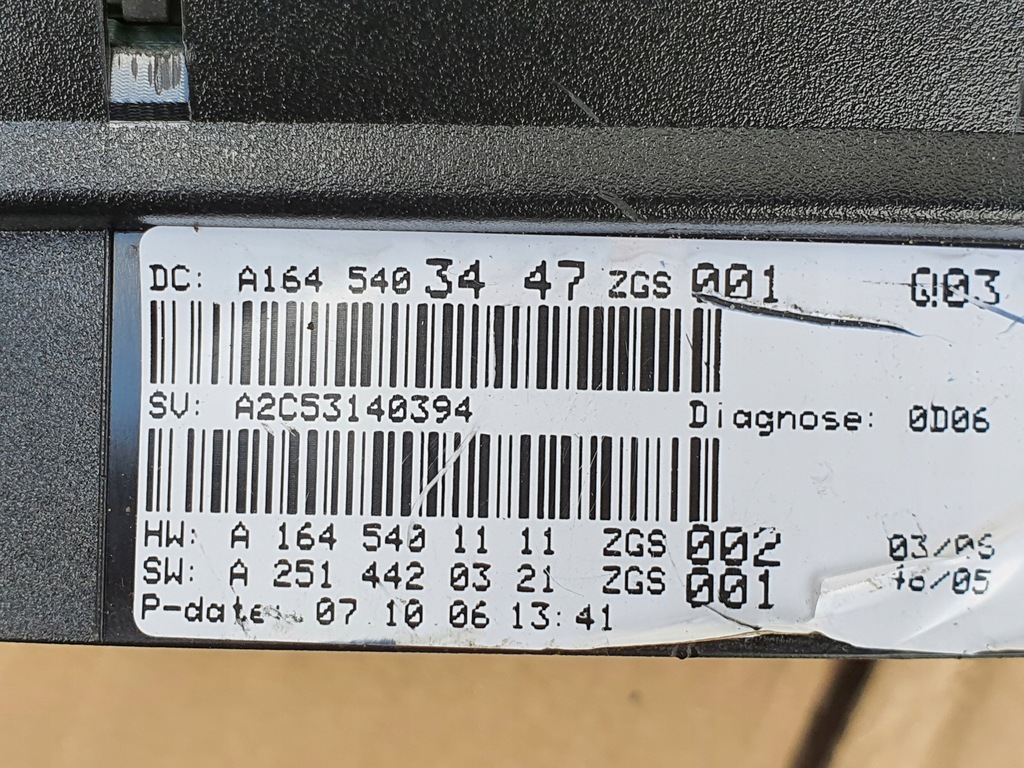 DC: A164 540 34 47 ZGS 001
SV: A2C53140394 Diagnose: 0D06
HW: A 164 540 11 11 ZGS 002 03/06
SW: A 251 442 03 21 ZGS 001 /05
P-date: 07 10 06 13:41